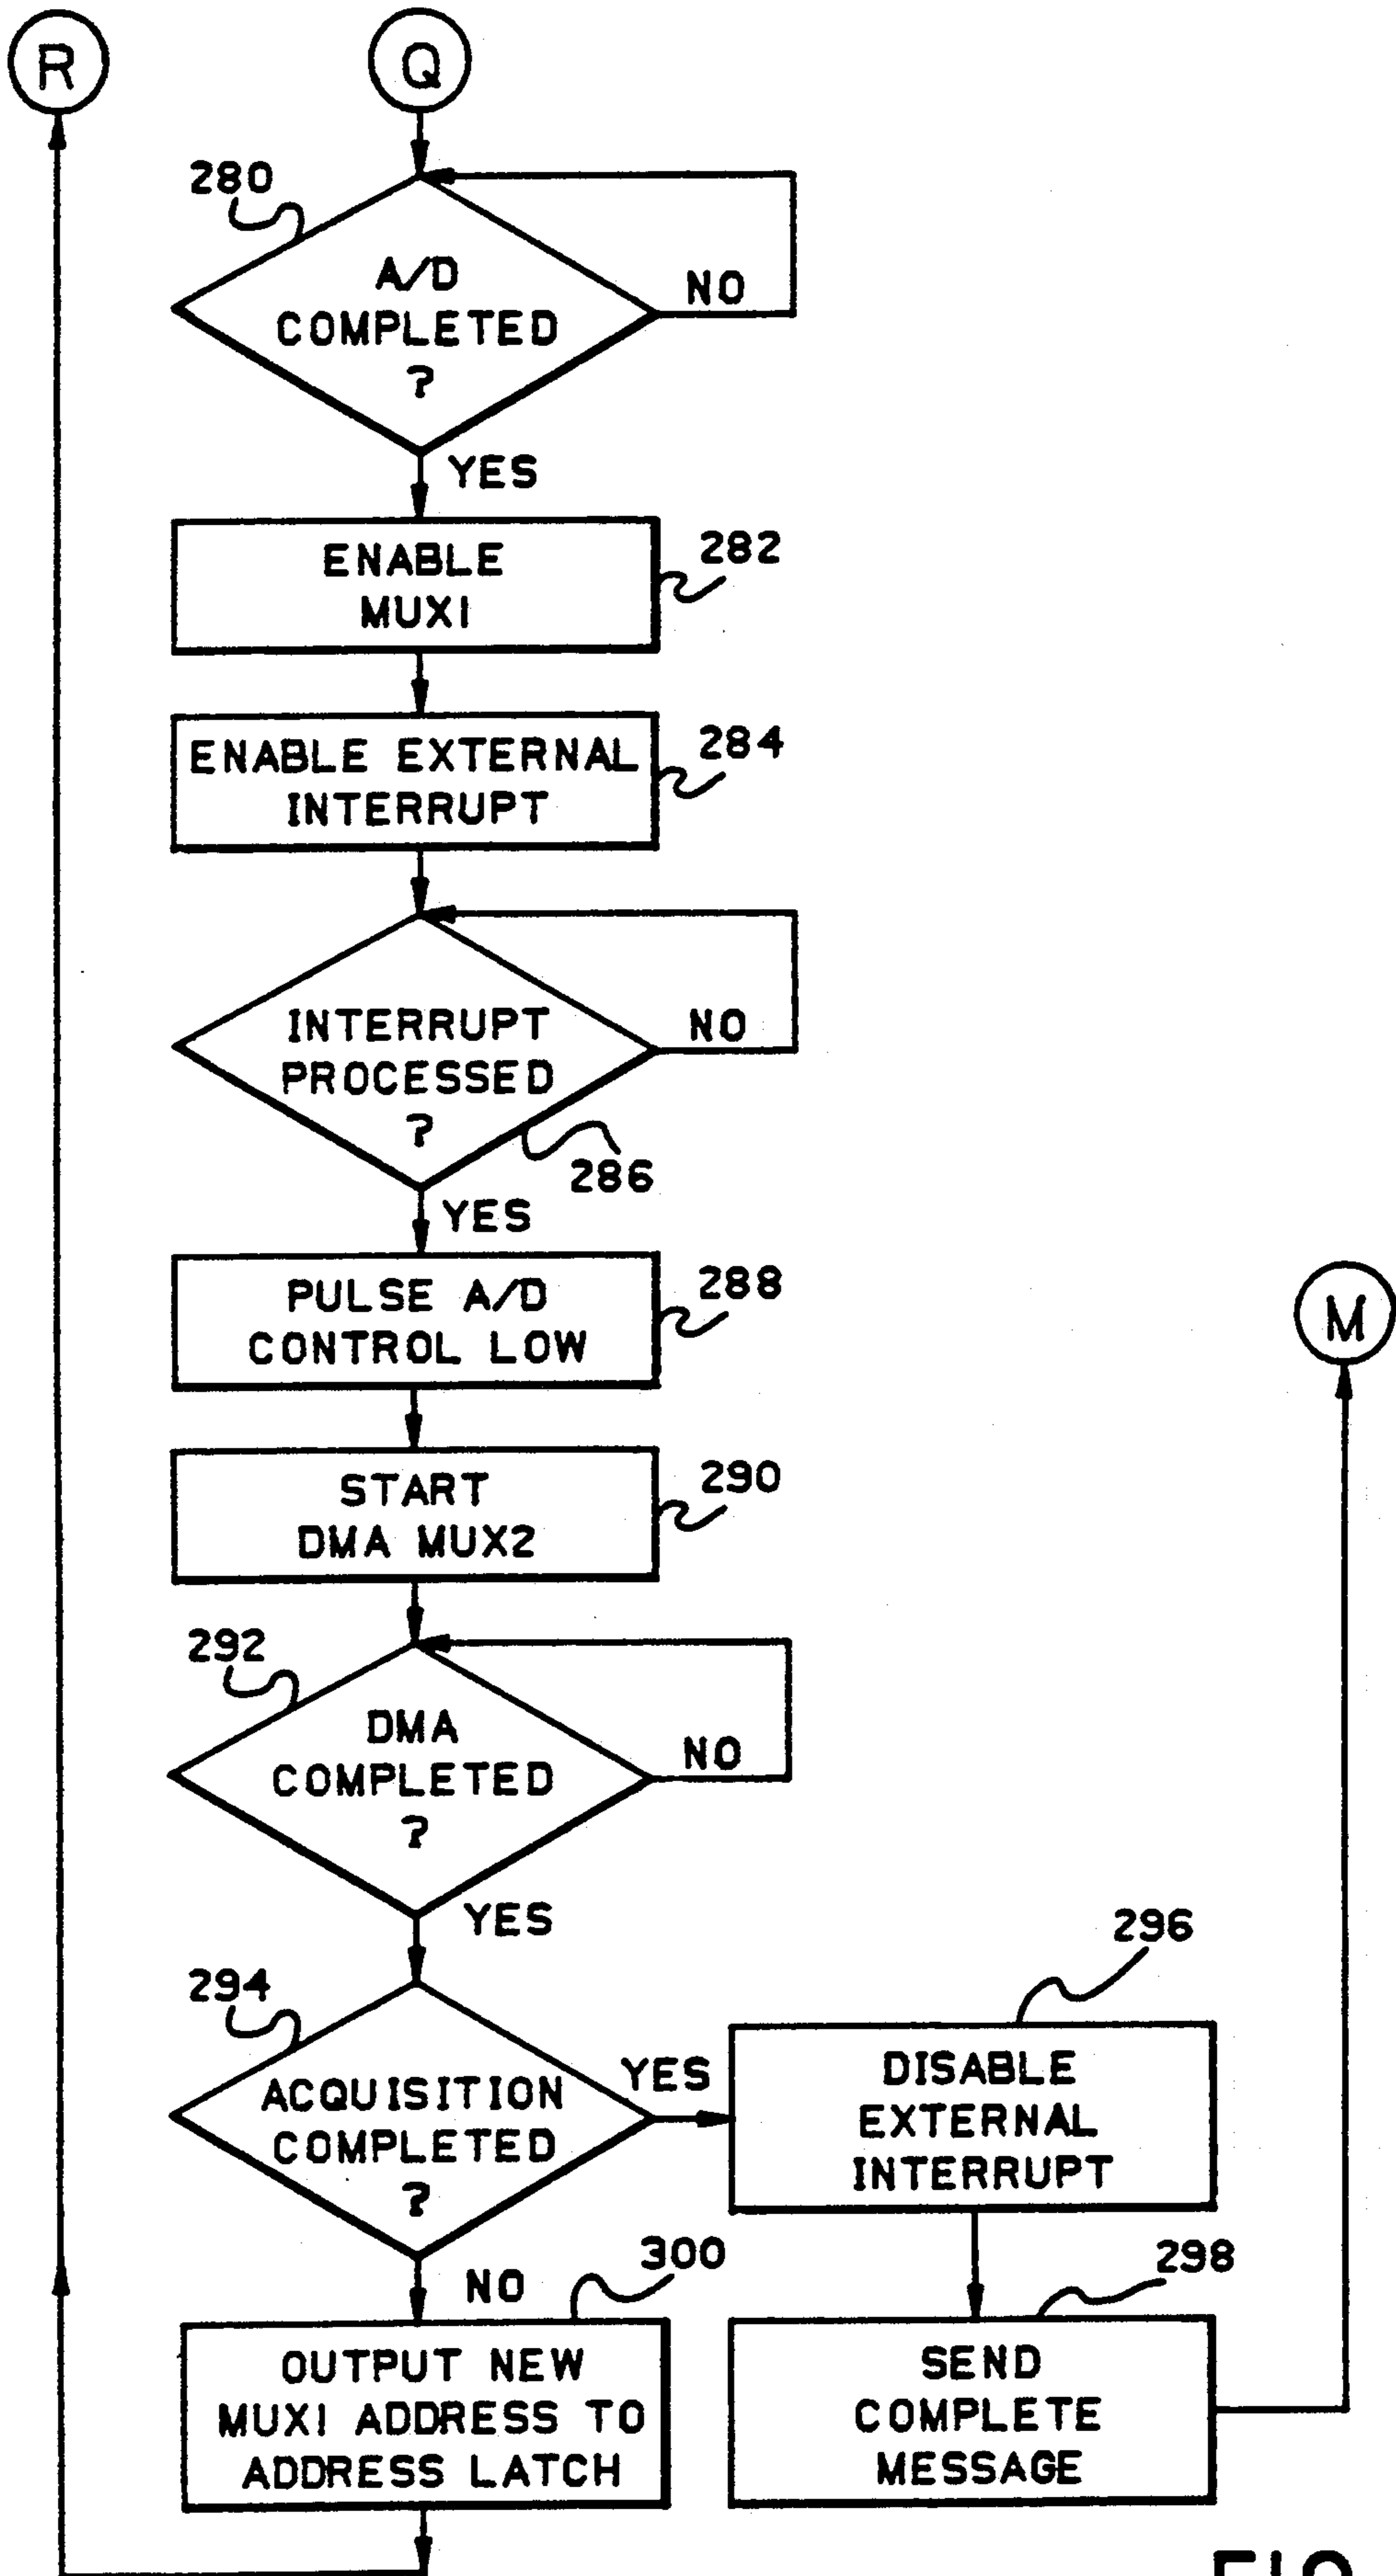 R
Q
280
A/D
COMPLETED
?
NO
YES
ENABLE
MUX1
282
ENABLE EXTERNAL
INTERRUPT
284
INTERRUPT
PROCESSED
?
NO
286
YES
PULSE A/D
CONTROL LOW
288
M
START
DMA MUX2
290
292
DMA
COMPLETED
?
NO
YES
294
ACQUISITION
COMPLETED
?
YES
296
DISABLE
EXTERNAL
INTERRUPT
NO
300
OUTPUT NEW
MUX1 ADDRESS TO
ADDRESS LATCH
298
SEND
COMPLETE
MESSAGE